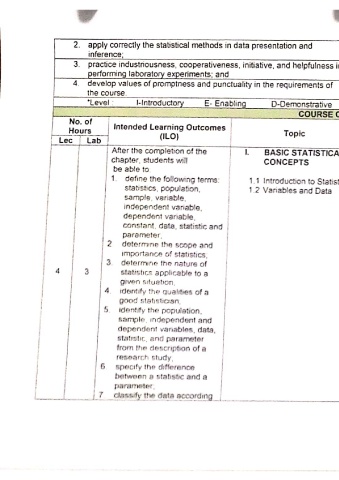 2. apply correctly the statistical methods in data presentation and
inference;
3. practice industriousness, cooperativeness, initiative, and helpfulness
performing laboratory experiments; and
4. develop values of promptness and punctuality in the requirements of
the course.
*Level: I-Introductory E- Enabling D-Demonstrative
COURSE
No. of
Hours
Lec Lab
Intended Learning Outcomes
(ILO)
Topic
After the completion of the
chapter, students will
be able to
1. define the following terms:
statistics, population,
sample, variable,
independent variable,
dependent variable,
constant, data, statistic and
parameter;
2 determine the scope and
importance of statistics;
3. determine the nature of
statistics applicable to a
given situation;
4. identify the qualities of a
good statistician;
5. identify the population,
sample, independent and
dependent variables, data,
statistic, and parameter
from the description of a
research study;
6 specify the difference
between a statistic and a
parameter;
7 classify the data according
4 3
I. BASIC STATISTICA
CONCEPTS
1.1 Introduction to Statist
1.2 Variables and Data